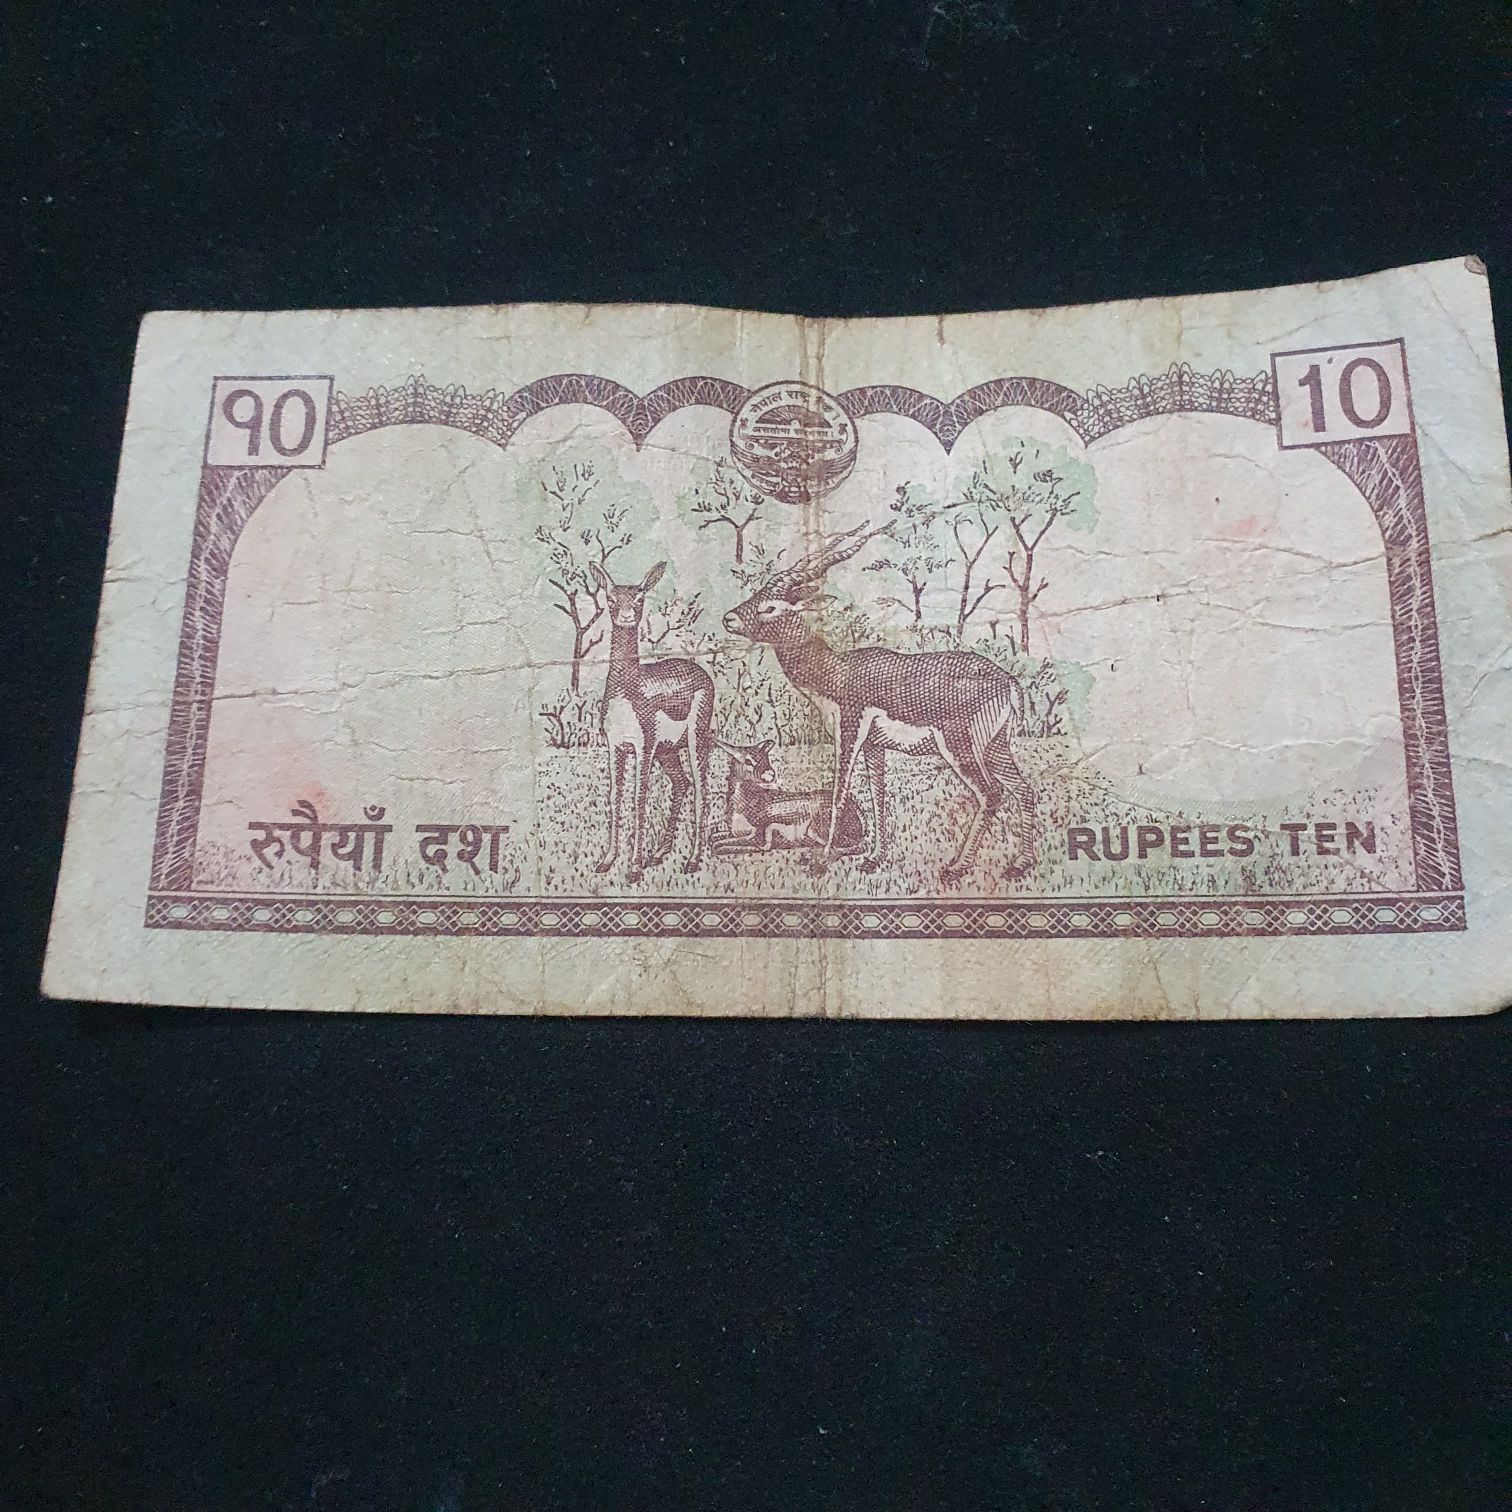 १०
10
नेपाल राष्ट्र बैंक
रुपैयाँ दश
RUPEES TEN